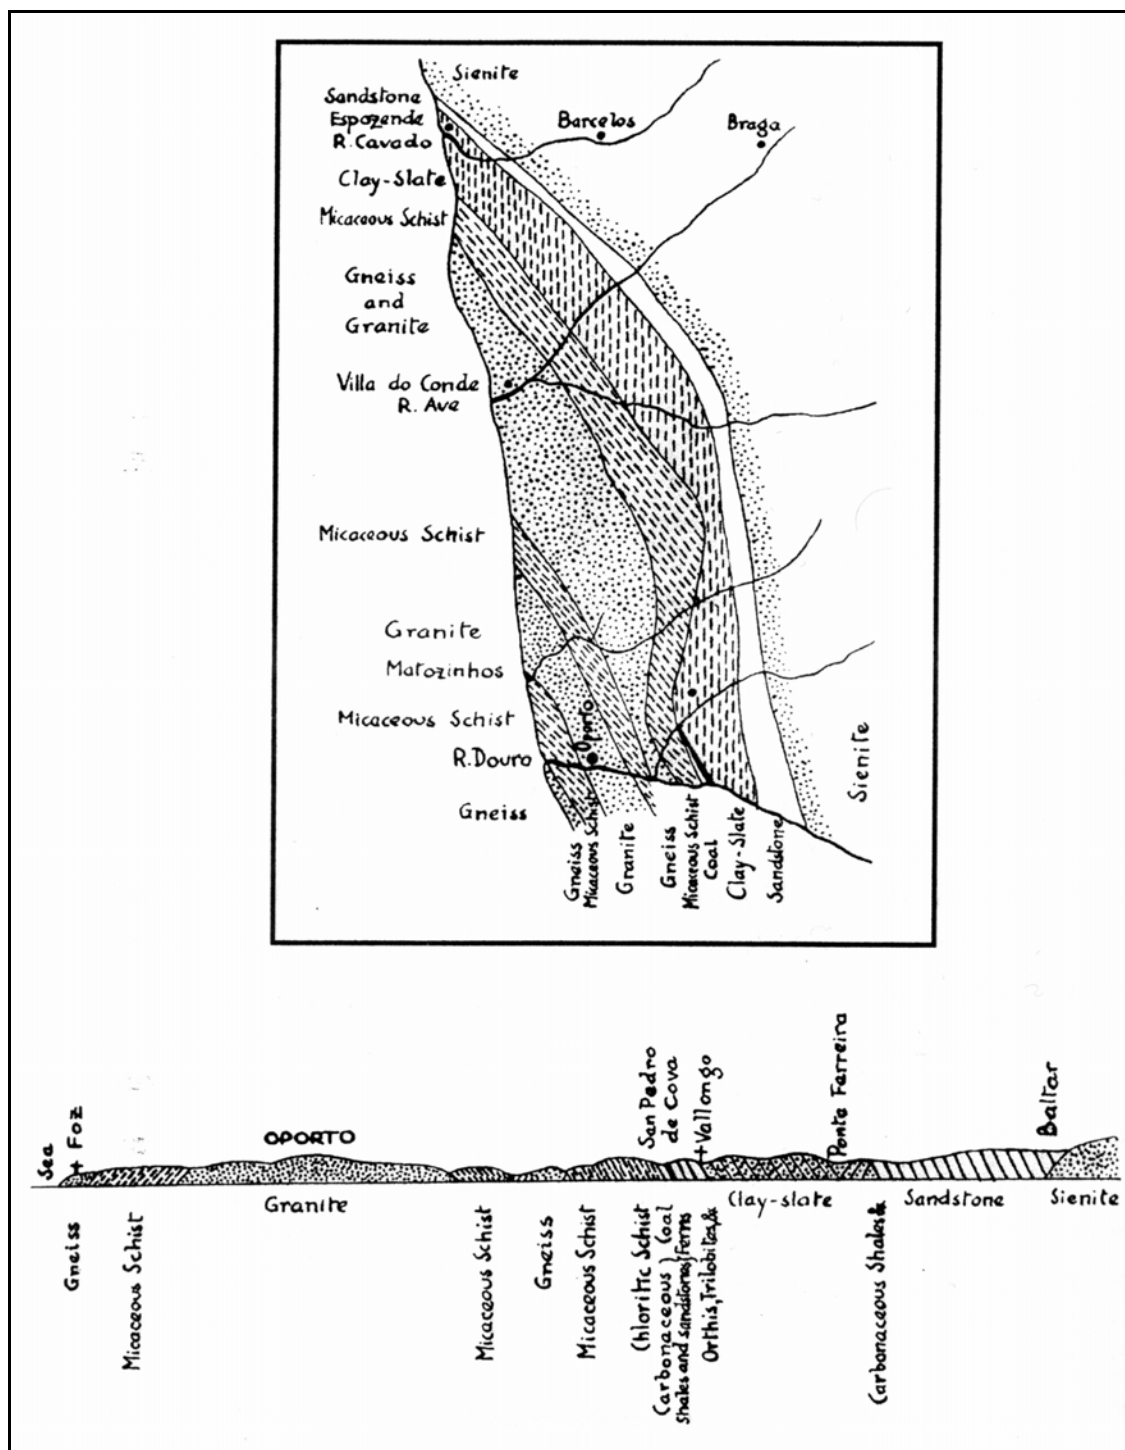 Sienite
Sandstone
Espozende
R. Cavado
Barcelos
Braga
Clay-Slate
Micaceous Schist
Gneiss
and
Granite
Villa do Conde
R. Ave
Micaceous Schist
Granite
Matozinhos
Micaceous Schist
Oporto
R. Douro
Sienite
Gneiss
Gneiss
Micaceous Schist
Granite
Gneiss
Micaceous Schist
Coal
Clay-Slate
Sandstone
Sea
+ Foz
OPORTO
San Pedro
de Cova
+ Vallongo
Ponte Ferreira
Baltar
Granite
Clay-slate
Sandstone
Sienite
Gneiss
Micaceous Schist
Micaceous Schist
Gneiss
Micaceous Schist
Chloritic Schist
Carbonaceous } Coal
Shales and sandstones } Ferns
Orthis, Trilobites, &
Carbonaceous Shales &